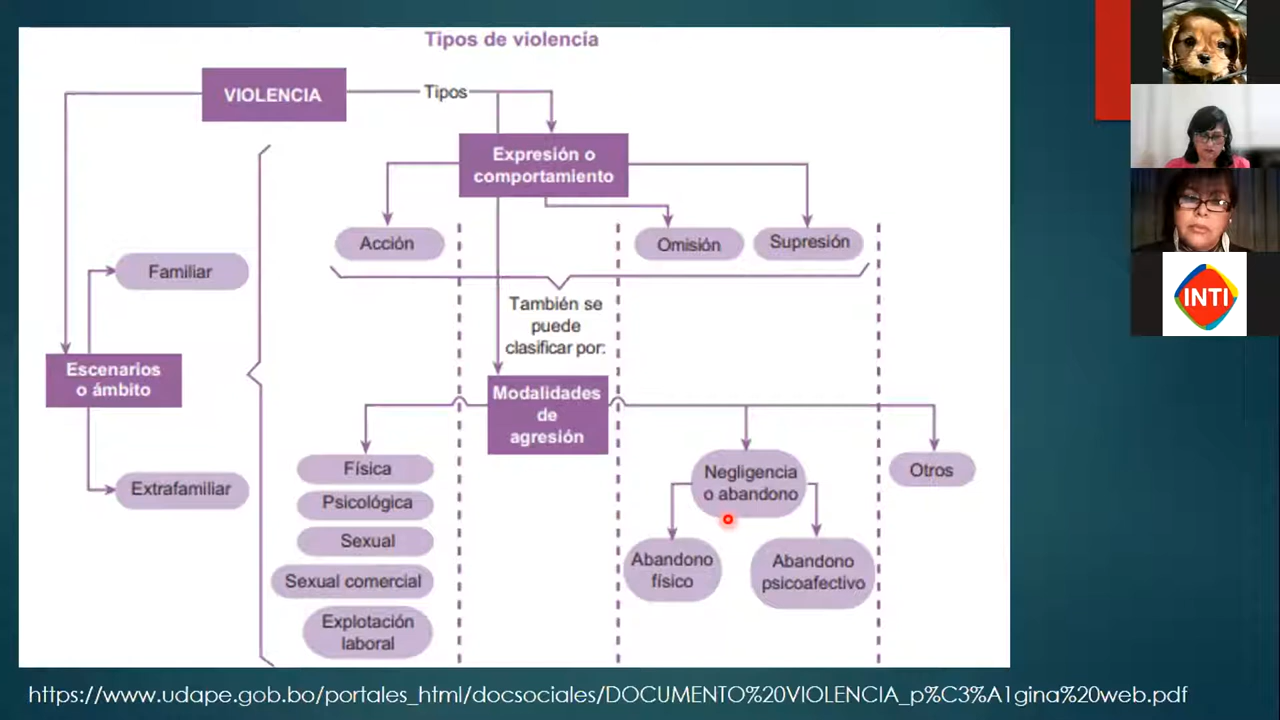 Tipos de violencia
VIOLENCIA
Tipos
Expresión o
comportamiento
Acción
Omisión
Supresión
Familiar
También se
puede
clasificar por:
Escenarios
o ámbito
Modalidades
de
agresión
Extrafamiliar
Física
Psicológica
Sexual
Sexual comercial
Explotación
laboral
Negligencia
o abandono
Abandono
físico
Abandono
psicoafectivo
Otros
INTI
https://www.udape.gob.bo/portales_html/docsociales/DOCUMENTO%20VIOLENCIA_p%C3%A1gina%20web.pdf